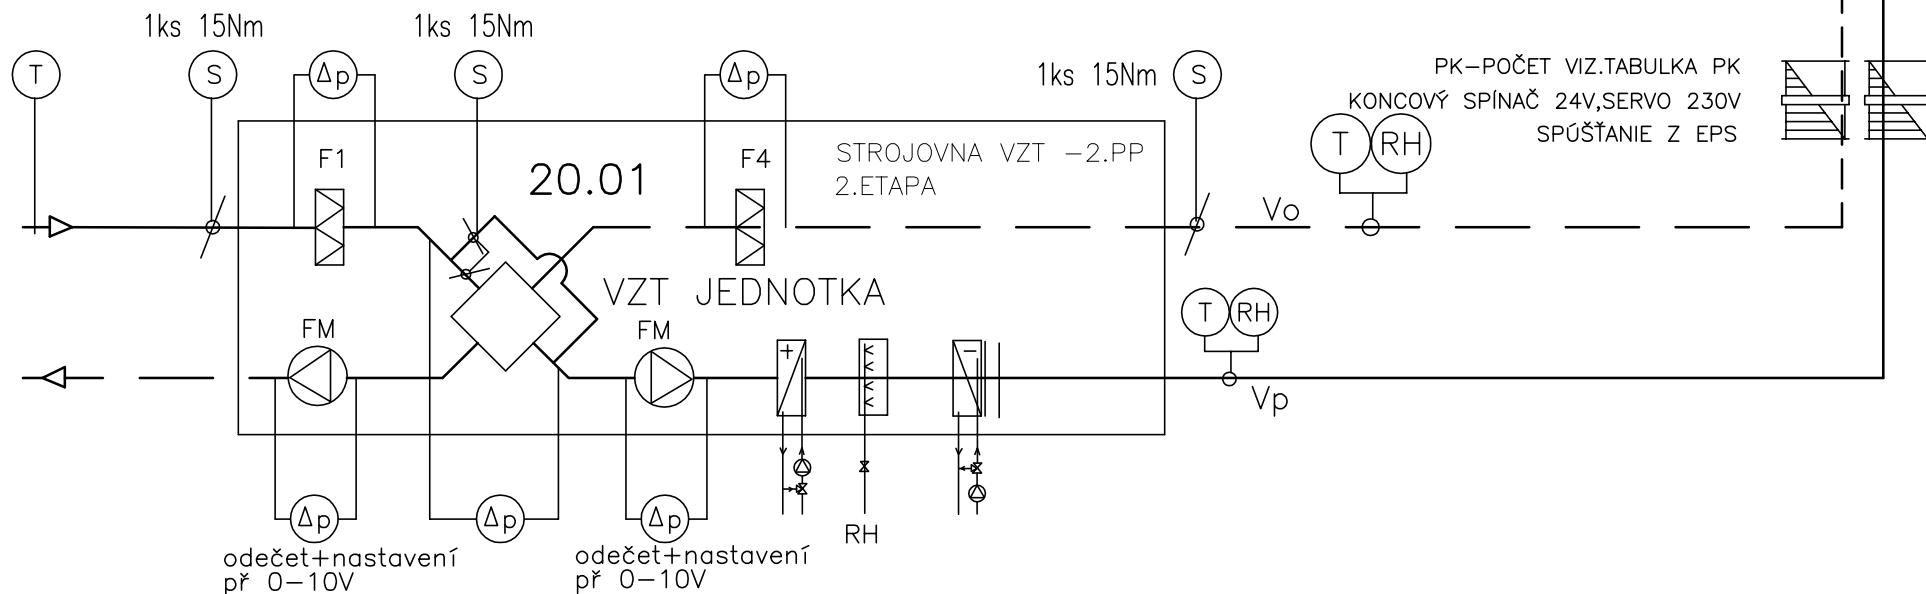 1ks 15Nm
1ks 15Nm
T
S
Δp
S
Δp
1ks 15Nm
S
PK-POČET VIZ.TABULKA PK
KONCOVÝ SPÍNAČ 24V,SERVO 230V
SPÚŠŤANIE Z EPS
T
RH
F1
20.01
F4
STROJOVNA VZT -2.PP
2.ETAPA
Vo
VZT JEDNOTKA
T
RH
FM
FM
+
-
Vp
Δp
Δp
Δp
RH
odečet+nastavení
př 0-10V
odečet+nastavení
př 0-10V